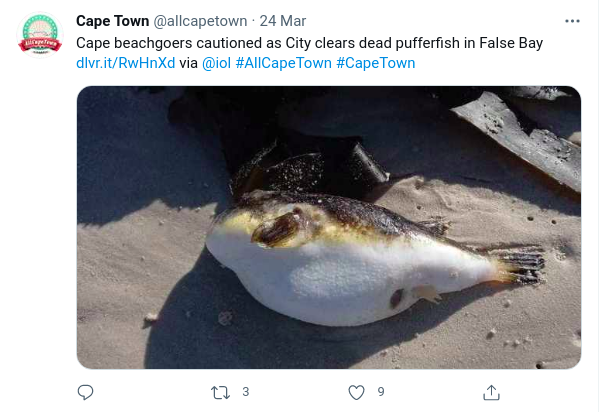 Cape Town @allcapetown · 24 Mar
Cape beachgoers cautioned as City clears dead pufferfish in False Bay
dlvr.it/RwHnXd via @iol #AllCapeTown #CapeTown
3
9